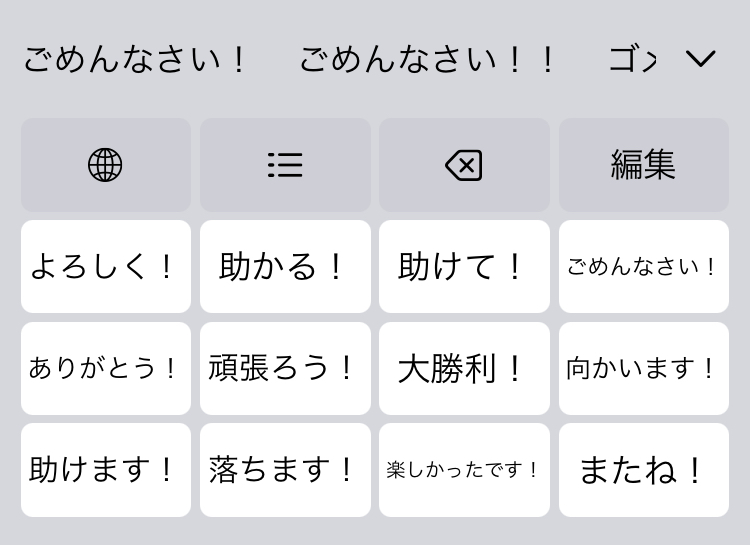 ごめんなさい！ ごめんなさい！！ ゴ
編集
よろしく！ 助かる！ 助けて！ ごめんなさい！
ありがとう！ 頑張ろう！ 大勝利！ 向かいます！
助けます！ 落ちます！ 楽しかったです！ またね！